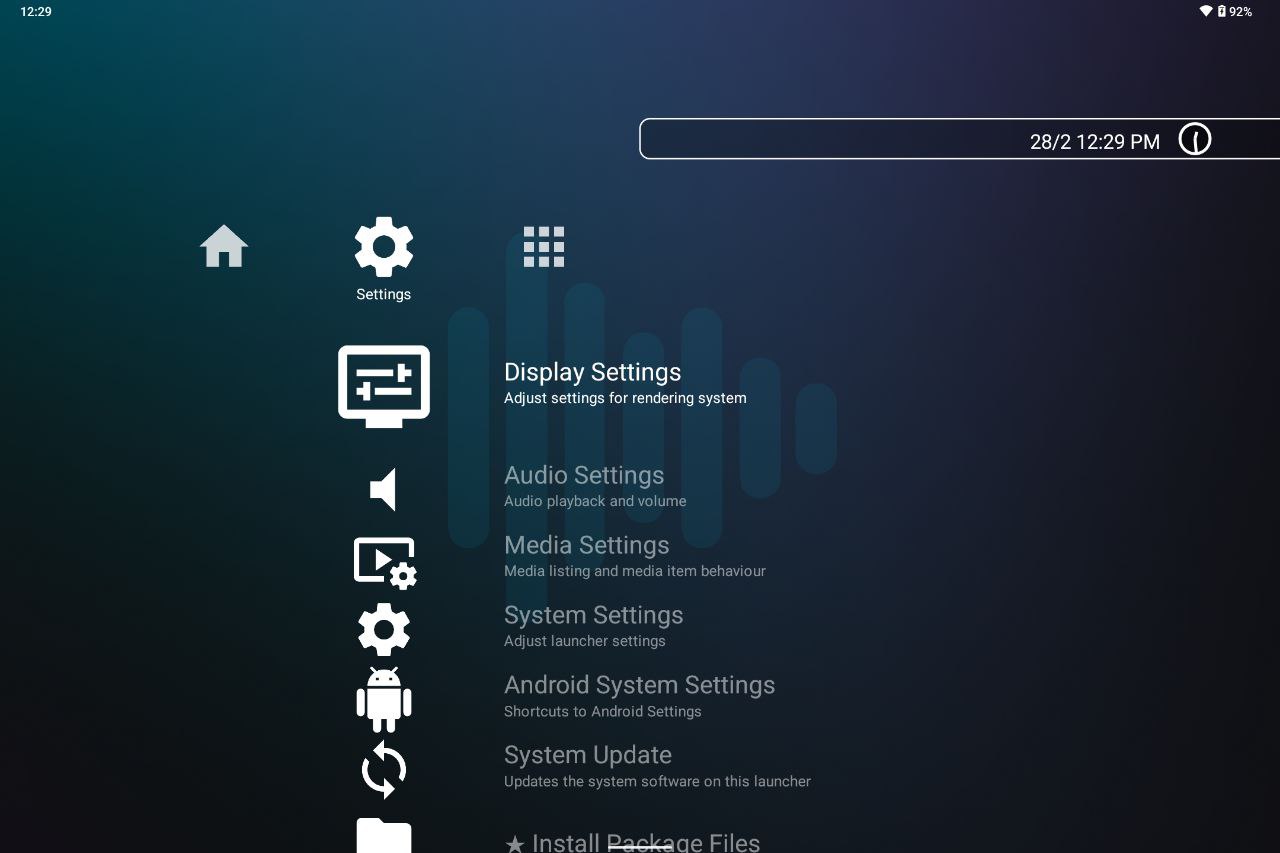 12:29
92%
28/2 12:29 PM
Settings
Display Settings
Adjust settings for rendering system
Audio Settings
Audio playback and volume
Media Settings
Media listing and media item behaviour
System Settings
Adjust launcher settings
Android System Settings
Shortcuts to Android Settings
System Update
Updates the system software on this launcher
★ Install Package Files